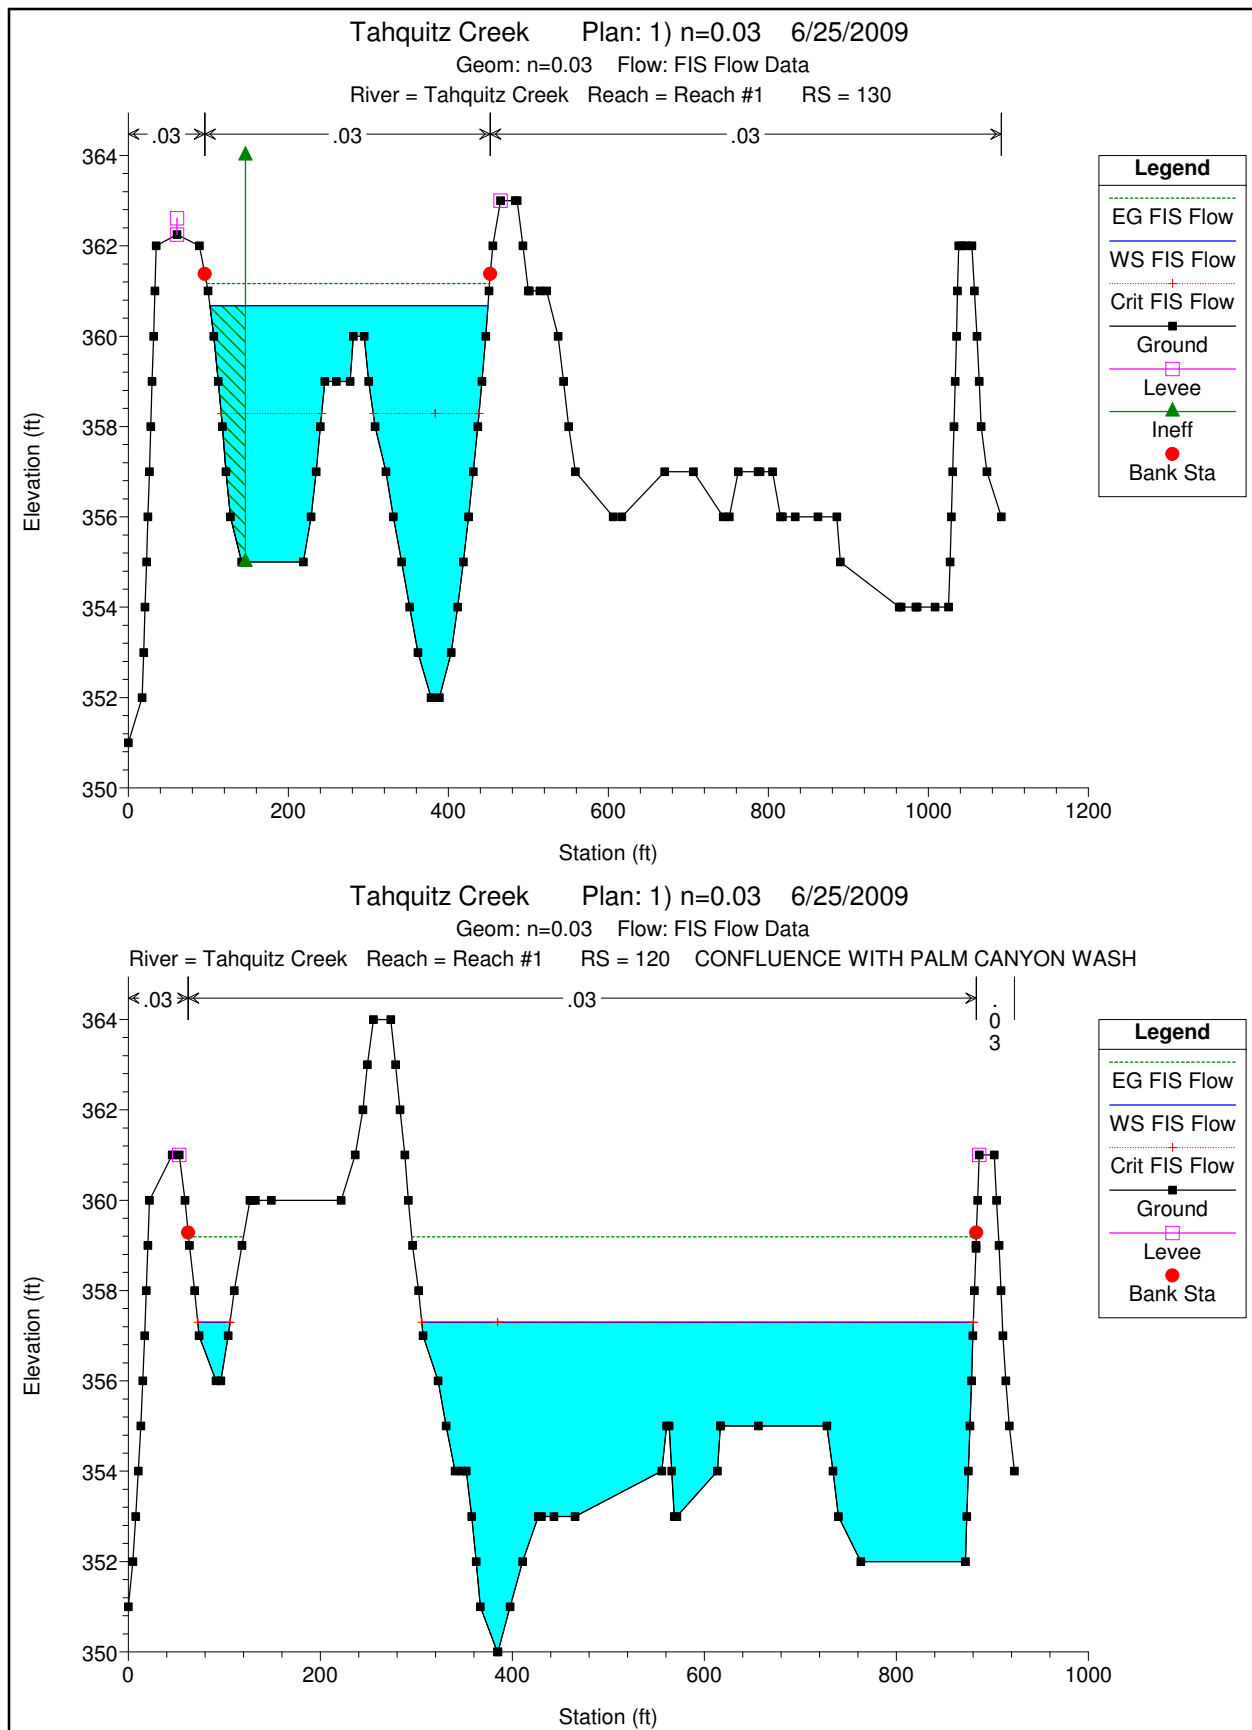 Tahquitz Creek Plan: 1) n=0.03 6/25/2009
Geom: n=0.03 Flow: FIS Flow Data
River = Tahquitz Creek Reach = Reach #1 RS = 130
.03 .03 .03
364
362
360
358
356
354
352
350
Elevation (ft)
0 200 400 600 800 1000 1200
Station (ft)
Legend
EG FIS Flow
WS FIS Flow
Crit FIS Flow
Ground
Levee
Ineff
Bank Sta
Tahquitz Creek Plan: 1) n=0.03 6/25/2009
Geom: n=0.03 Flow: FIS Flow Data
River = Tahquitz Creek Reach = Reach #1 RS = 120 CONFLUENCE WITH PALM CANYON WASH
.03 .03 .03
364
362
360
358
356
354
352
350
Elevation (ft)
0 200 400 600 800 1000
Station (ft)
Legend
EG FIS Flow
WS FIS Flow
Crit FIS Flow
Ground
Levee
Bank Sta